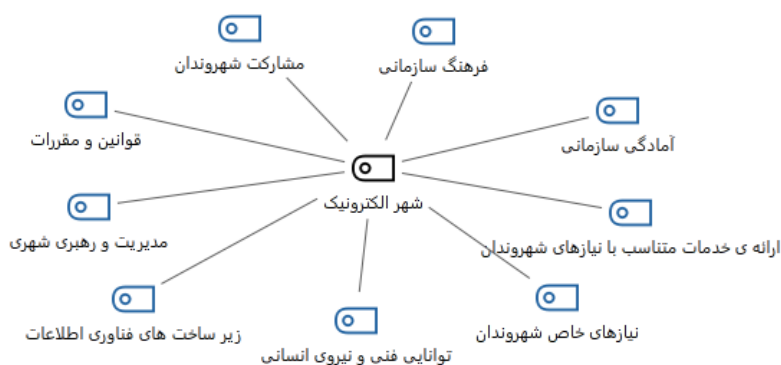 فرهنگ سازمانی
مشارکت شهروندان
آمادگی سازمانی
قوانین و مقررات
شهر الکترونیک
ارائه ی خدمات متناسب با نیازهای شهروندان
مدیریت و رهبری شهری
نیازهای خاص شهروندان
زیر ساخت های فناوری اطلاعات
توانایی فنی و نیروی انسانی